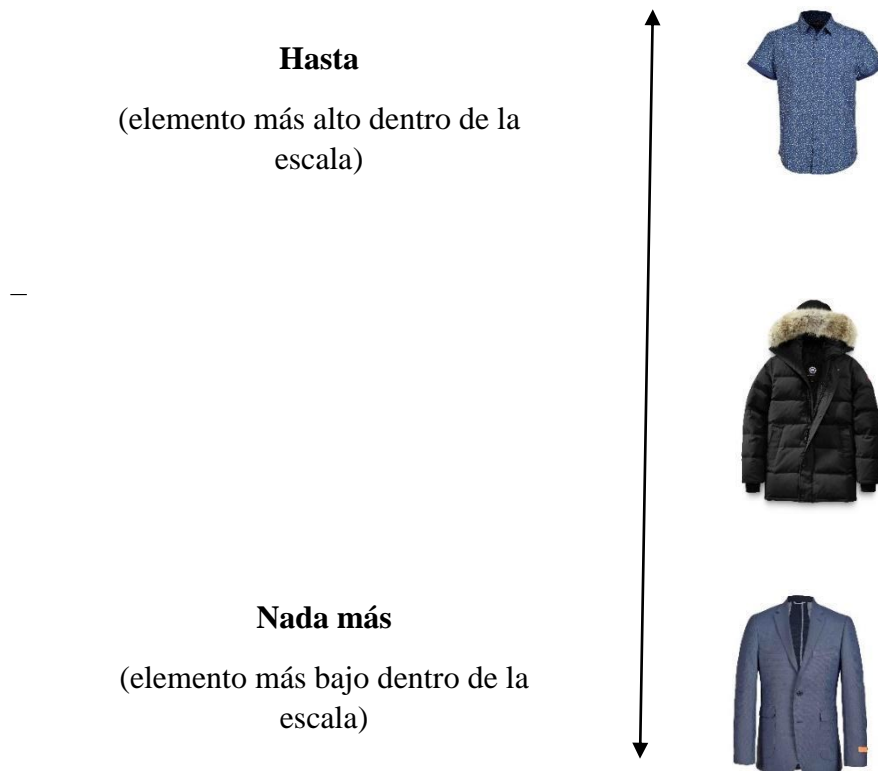 Hasta
(elemento más alto dentro de la
escala)
–
Nada más
(elemento más bajo dentro de la
escala)